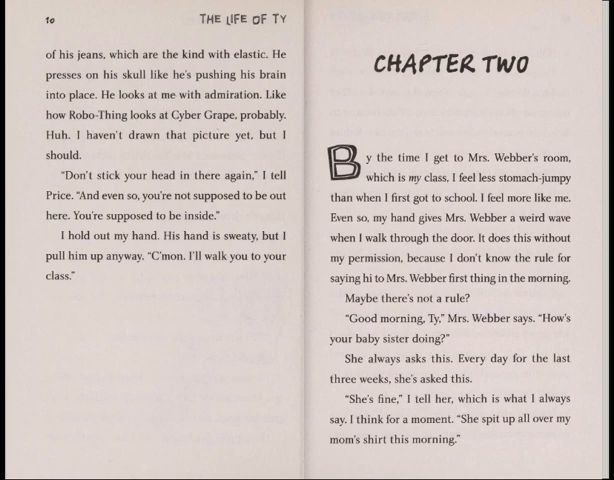 10
THE LIFE OF TY
of his jeans, which are the kind with elastic. He
presses on his skull like he's pushing his brain
into place. He looks at me with admiration. Like
how Robo-Thing looks at Cyber Grape, probably.
Huh. I haven't drawn that picture yet, but I
should.
"Don't stick your head in there again," I tell
Price. "And even so, you're not supposed to be out
here. You're supposed to be inside."
I hold out my hand. His hand is sweaty, but I
pull him up anyway. "C'mon. I'll walk you to your
class."
CHAPTER TWO
By the time I get to Mrs. Webber's room,
which is my class, I feel less stomach-jumpy
than when I first got to school. I feel more like me.
Even so, my hand gives Mrs. Webber a weird wave
when I walk through the door. It does this without
my permission, because I don't know the rule for
saying hi to Mrs. Webber first thing in the morning.
Maybe there's not a rule?
"Good morning, Ty," Mrs. Webber says. "How's
your baby sister doing?"
She always asks this. Every day for the last
three weeks, she's asked this.
"She's fine," I tell her, which is what I always
say. I think for a moment. "She spit up all over my
mom's shirt this morning."